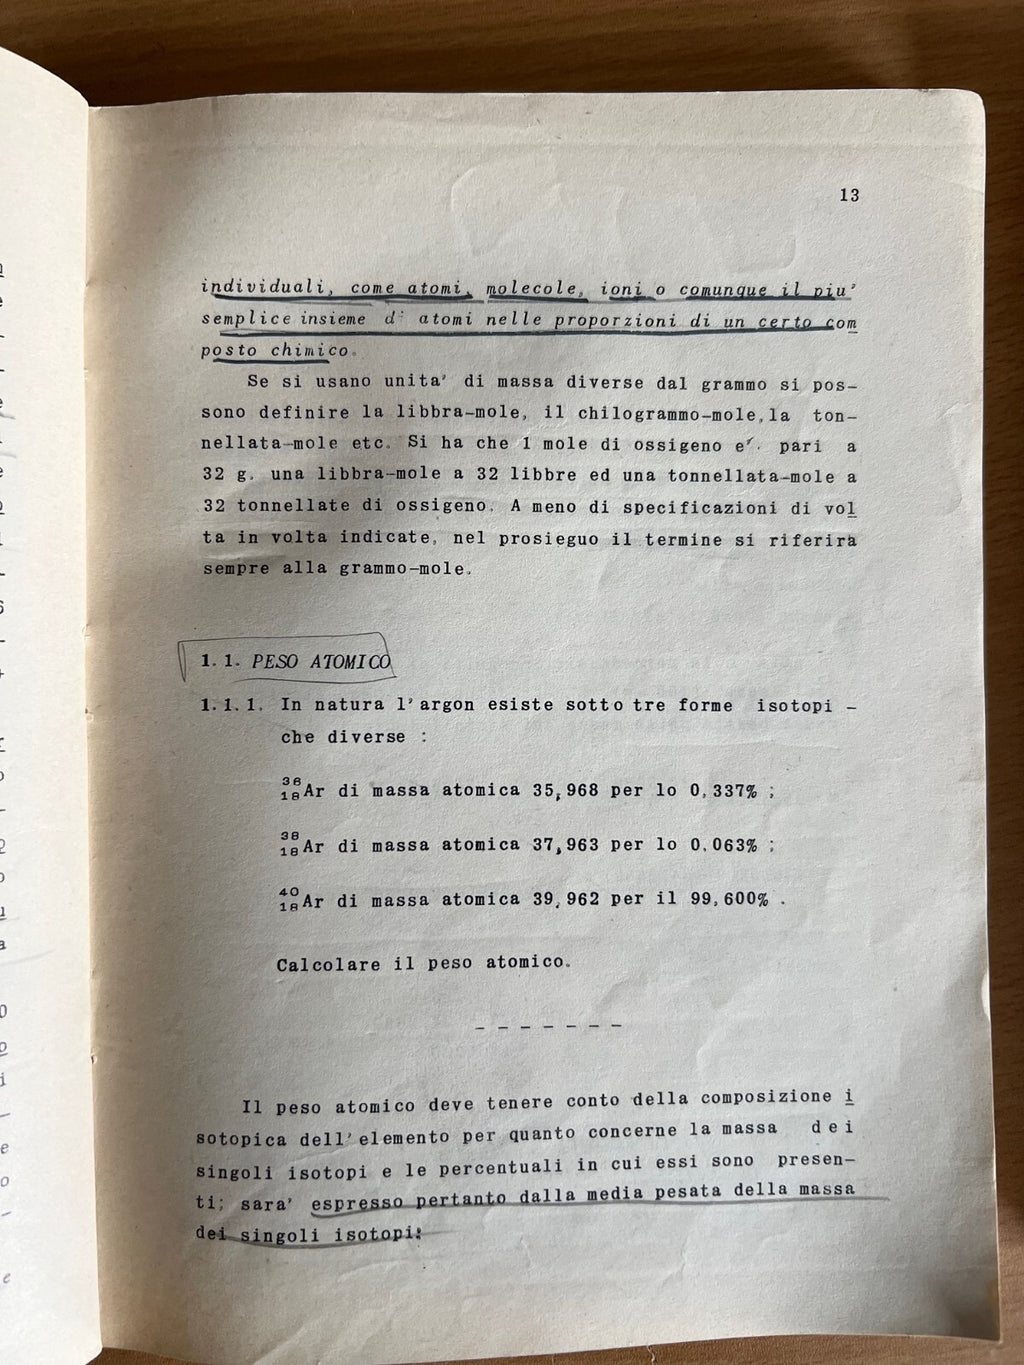 13
individuali, come atomi, molecole, ioni o comunque il piu'
semplice insieme di atomi nelle proporzioni di un certo com
posto chimico.
Se si usano unita' di massa diverse dal grammo si pos-
sono definire la libbra-mole, il chilogrammo-mole, la ton-
nellata-mole etc. Si ha che 1 mole di ossigeno e' pari a
32 g, una libbra-mole a 32 libbre ed una tonnellata-mole a
32 tonnellate di ossigeno. A meno di specificazioni di vol
ta in volta indicate, nel prosieguo il termine si riferirà
sempre alla grammo-mole.
1.1. PESO ATOMICO
1.1.1. In natura l'argon esiste sotto tre forme isotopi -
che diverse :
36 18 Ar di massa atomica 35,968 per lo 0,337% ;
38 18 Ar di massa atomica 37,963 per lo 0,063% ;
40 18 Ar di massa atomica 39,962 per il 99,600% .
Calcolare il peso atomico.
- - - - - - -
Il peso atomico deve tenere conto della composizione i
sotopica dell'elemento per quanto concerne la massa dei
singoli isotopi e le percentuali in cui essi sono presen-
ti; sara' espresso pertanto dalla media pesata della massa
dei singoli isotopi: